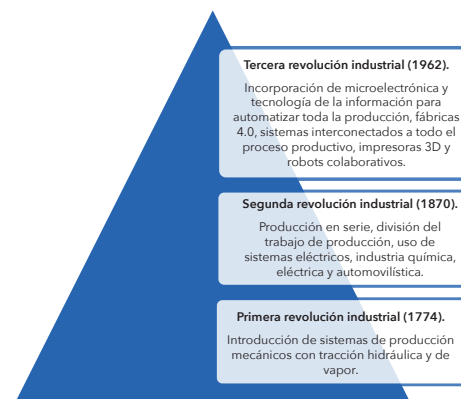 Tercera revolución industrial (1962).
Incorporación de microelectrónica y
tecnología de la información para
automatizar toda la producción, fábricas
4.0, sistemas interconectados a todo el
proceso productivo, impresoras 3D y
robots colaborativos.
Segunda revolución industrial (1870).
Producción en serie, división del
trabajo de producción, uso de
sistemas eléctricos, industria química,
eléctrica y automovilística.
Primera revolución industrial (1774).
Introducción de sistemas de producción
mecánicos con tracción hidráulica y de
vapor.